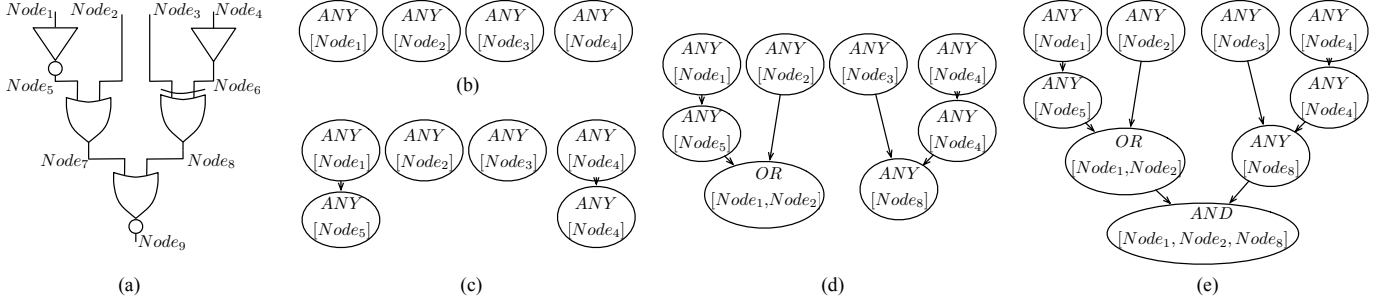 Node₁ Node₂ Node₃ Node₄
Node₅ Node₆
Node₇ Node₈
Node₉
(a)
ANY ANY ANY ANY
[Node₁] [Node₂] [Node₃] [Node₄]
(b)
ANY ANY ANY ANY
[Node₁] [Node₂] [Node₃] [Node₄]
ANY ANY
[Node₅] [Node₄]
(c)
ANY ANY ANY ANY
[Node₁] [Node₂] [Node₃] [Node₄]
ANY ANY
[Node₅] [Node₄]
OR ANY
[Node₁,Node₂] [Node₈]
(d)
ANY ANY ANY ANY
[Node₁] [Node₂] [Node₃] [Node₄]
ANY ANY
[Node₅] [Node₄]
OR ANY
[Node₁,Node₂] [Node₈]
AND
[Node₁, Node₂, Node₈]
(e)